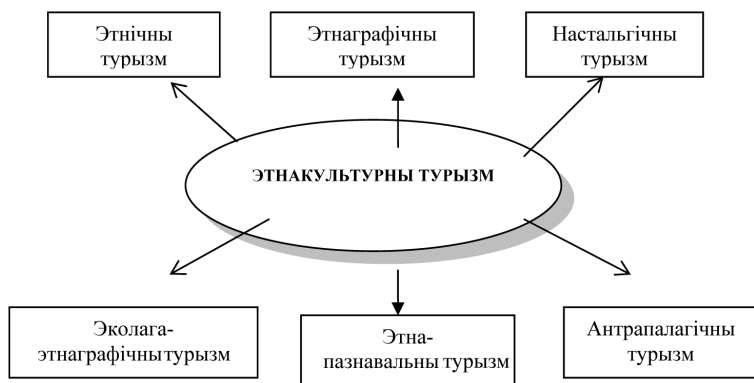 Этнічны
турызм
Этнаграфічны
турызм
Настальгічны
турызм
ЭТНАКУЛЬТУРНЫ ТУРЫЗМ
Эколага-
этнаграфічны турызм
Этна-
пазнавальны турызм
Антрапалагічны
турызм